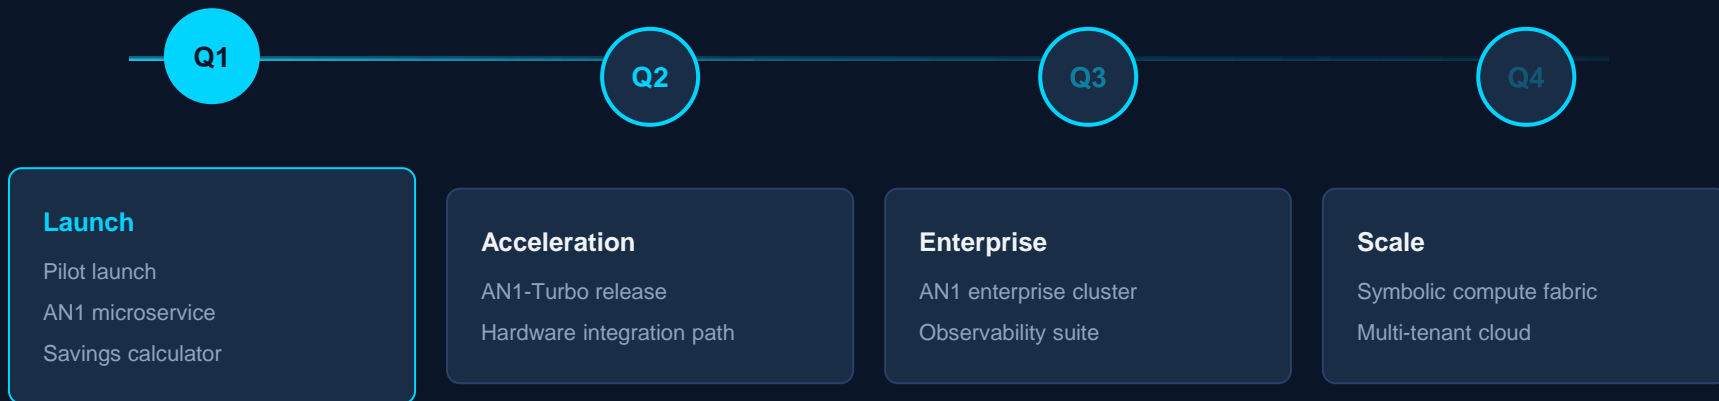 Q1
Q2
Q3
Q4
Launch
Pilot launch
AN1 microservice
Savings calculator
Acceleration
AN1-Turbo release
Hardware integration path
Enterprise
AN1 enterprise cluster
Observability suite
Scale
Symbolic compute fabric
Multi-tenant cloud